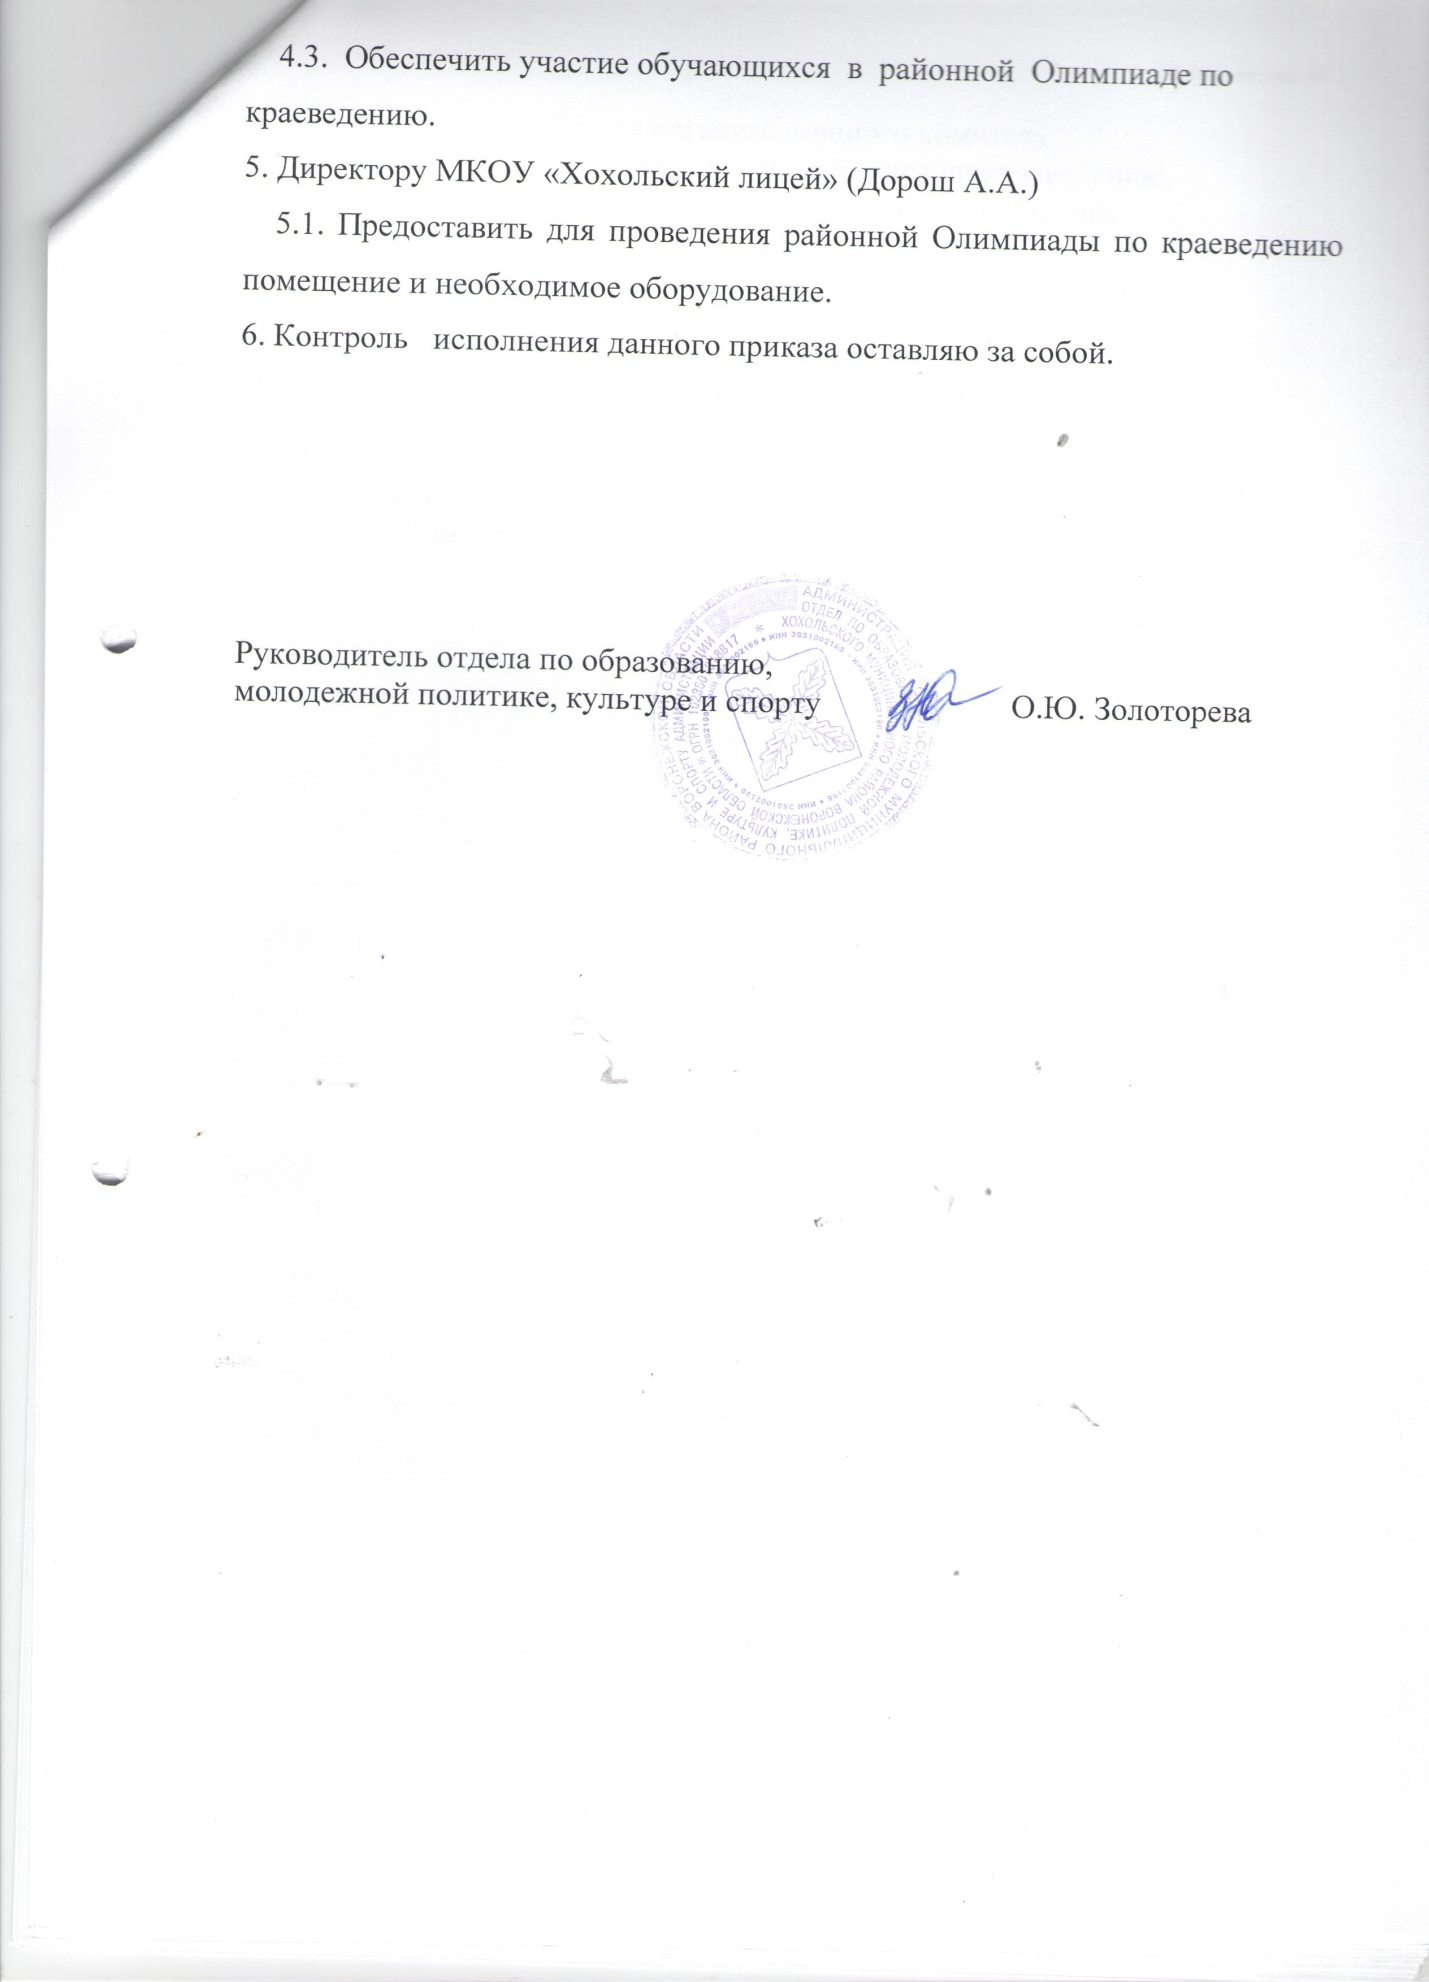 4.3. Обеспечить участие обучающихся в районной Олимпиаде по
краеведению.
5. Директору МКОУ «Хохольский лицей» (Дорош А.А.)
5.1. Предоставить для проведения районной Олимпиады по краеведению
помещение и необходимое оборудование.
6. Контроль исполнения данного приказа оставляю за собой.
Руководитель отдела по образованию,
молодежной политике, культуре и спорту
О.Ю. Золоторева